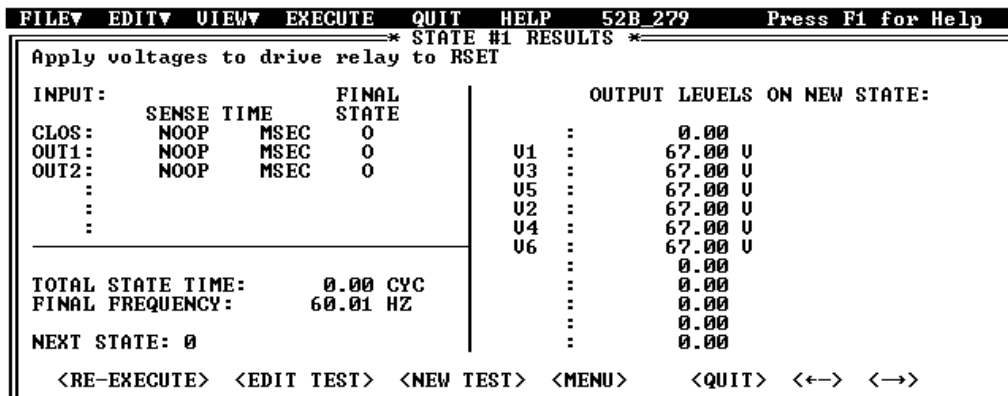 FILE▼ EDIT▼ VIEW▼ EXECUTE QUIT HELP 52B_279 Press F1 for Help
* STATE #1 RESULTS *
Apply voltages to drive relay to RSET
INPUT: FINAL
SENSE TIME STATE
CLOS: NOOP MSEC O
OUT1: NOOP MSEC O
OUT2: NOOP MSEC O
:
:
:
TOTAL STATE TIME: 0.00 CYC
FINAL FREQUENCY: 60.01 HZ
NEXT STATE: 0
OUTPUT LEVELS ON NEW STATE:
: 0.00
V1 : 67.00 V
V3 : 67.00 V
V5 : 67.00 V
V2 : 67.00 V
V4 : 67.00 V
V6 : 67.00 V
: 0.00
: 0.00
: 0.00
: 0.00
: 0.00
<RE-EXECUTE> <EDIT TEST> <NEW TEST> <MENU> <QUIT> <←> <→>